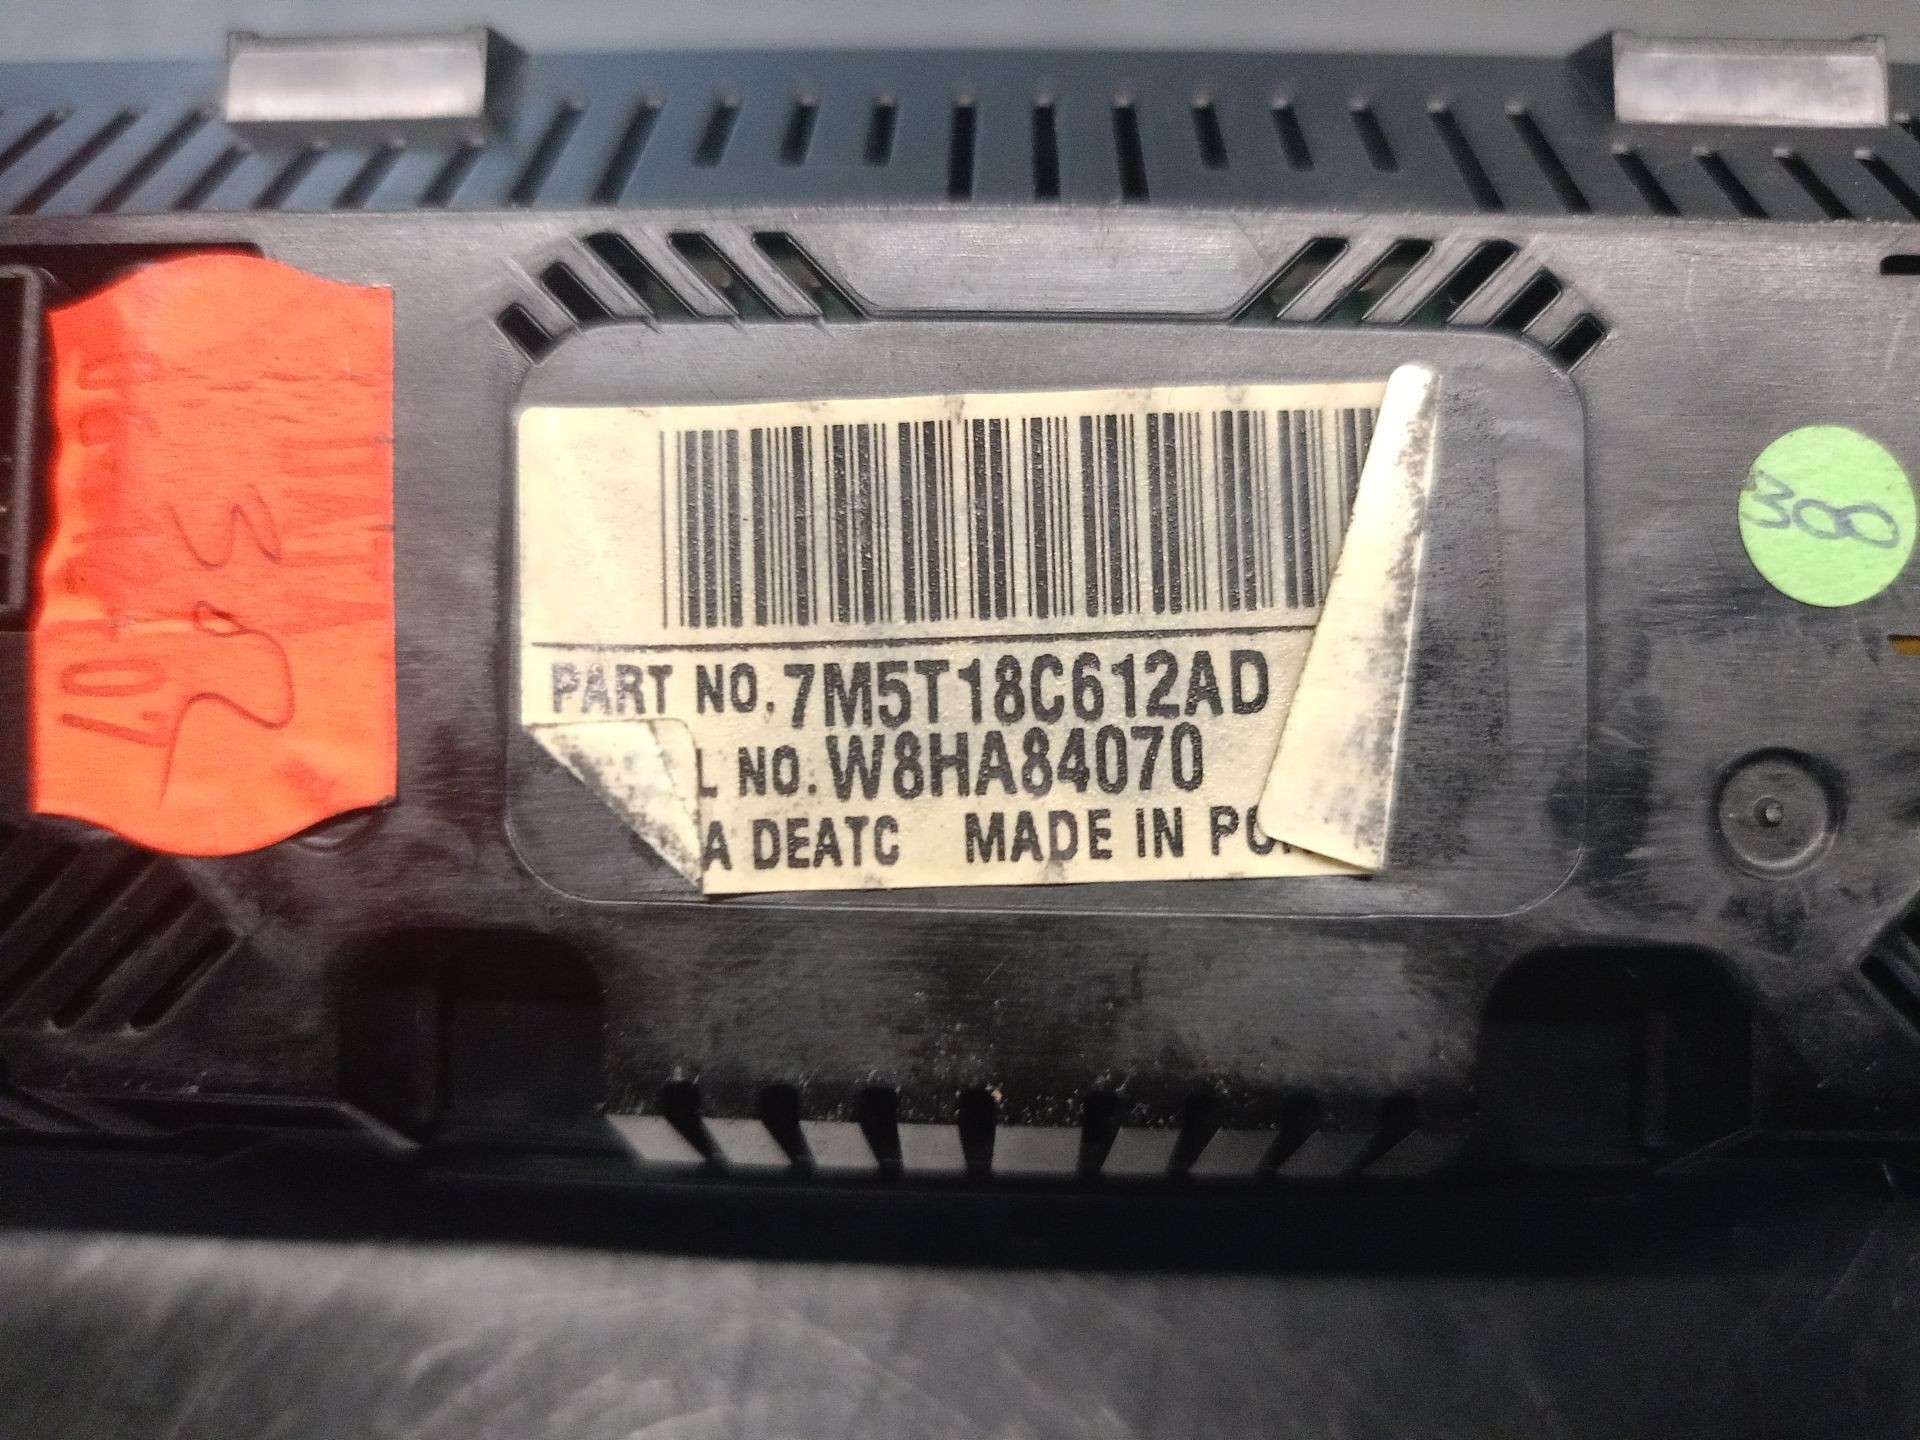 PART NO. 7M5T18C612AD
L NO. W8HA84070
A DEATC MADE IN PO
300